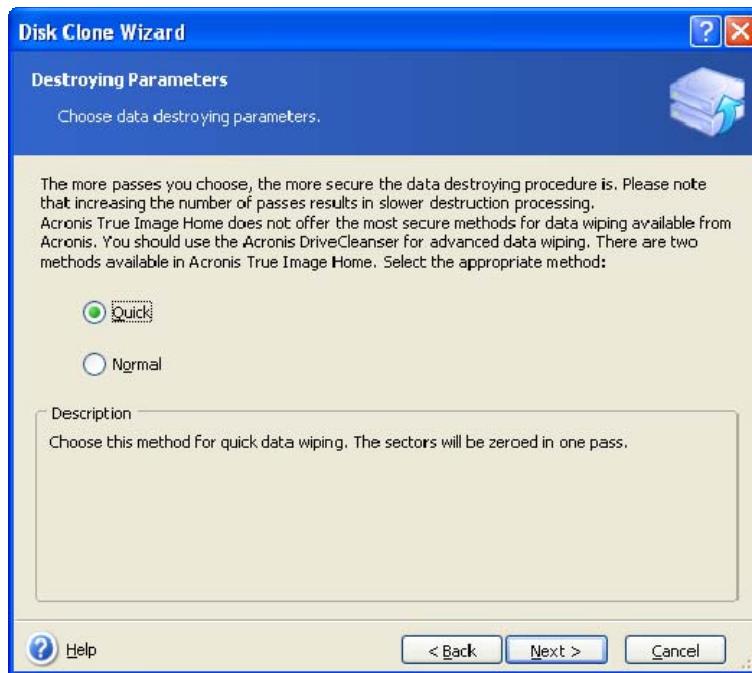 Disk Clone Wizard
Destroying Parameters
Choose data destroying parameters.
The more passes you choose, the more secure the data destroying procedure is. Please note
that increasing the number of passes results in slower destruction processing.
Acronis True Image Home does not offer the most secure methods for data wiping available from
Acronis. You should use the Acronis DriveCleanser for advanced data wiping. There are two
methods available in Acronis True Image Home. Select the appropriate method:
Quick
Normal
Description
Choose this method for quick data wiping. The sectors will be zeroed in one pass.
Help
< Back
Next >
Cancel